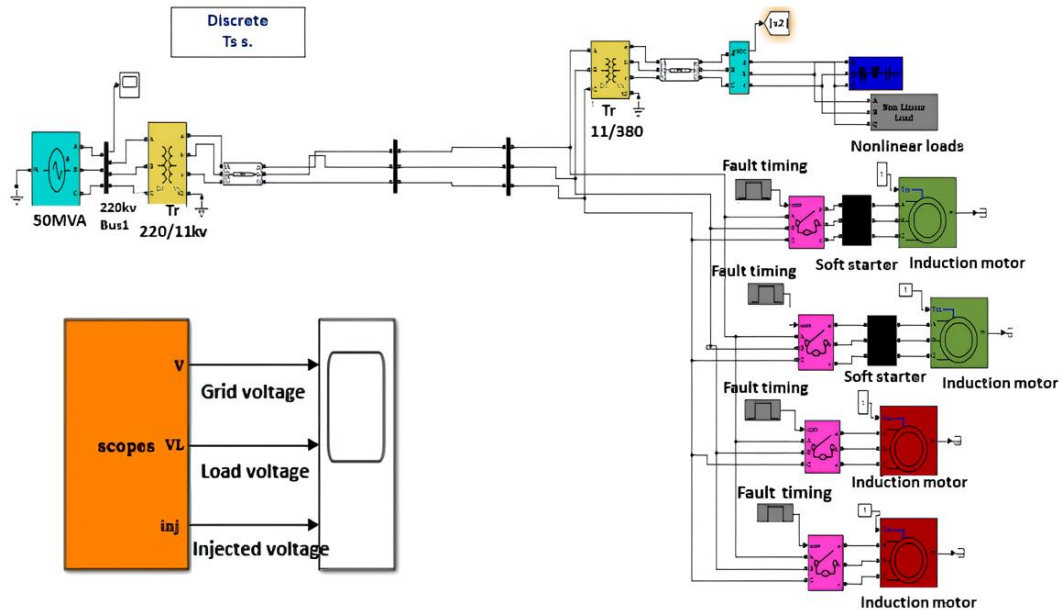 Discrete
Ts s.
50MVA
220kv
Bus1
Tr
220/11kv
Tr
11/380
Non Linear
Load
Nonlinear loads
Fault timing
Soft starter
Induction motor
Fault timing
Soft starter
Induction motor
Fault timing
Induction motor
Fault timing
Induction motor
scopes
V
Grid voltage
VL
Load voltage
inj
Injected voltage